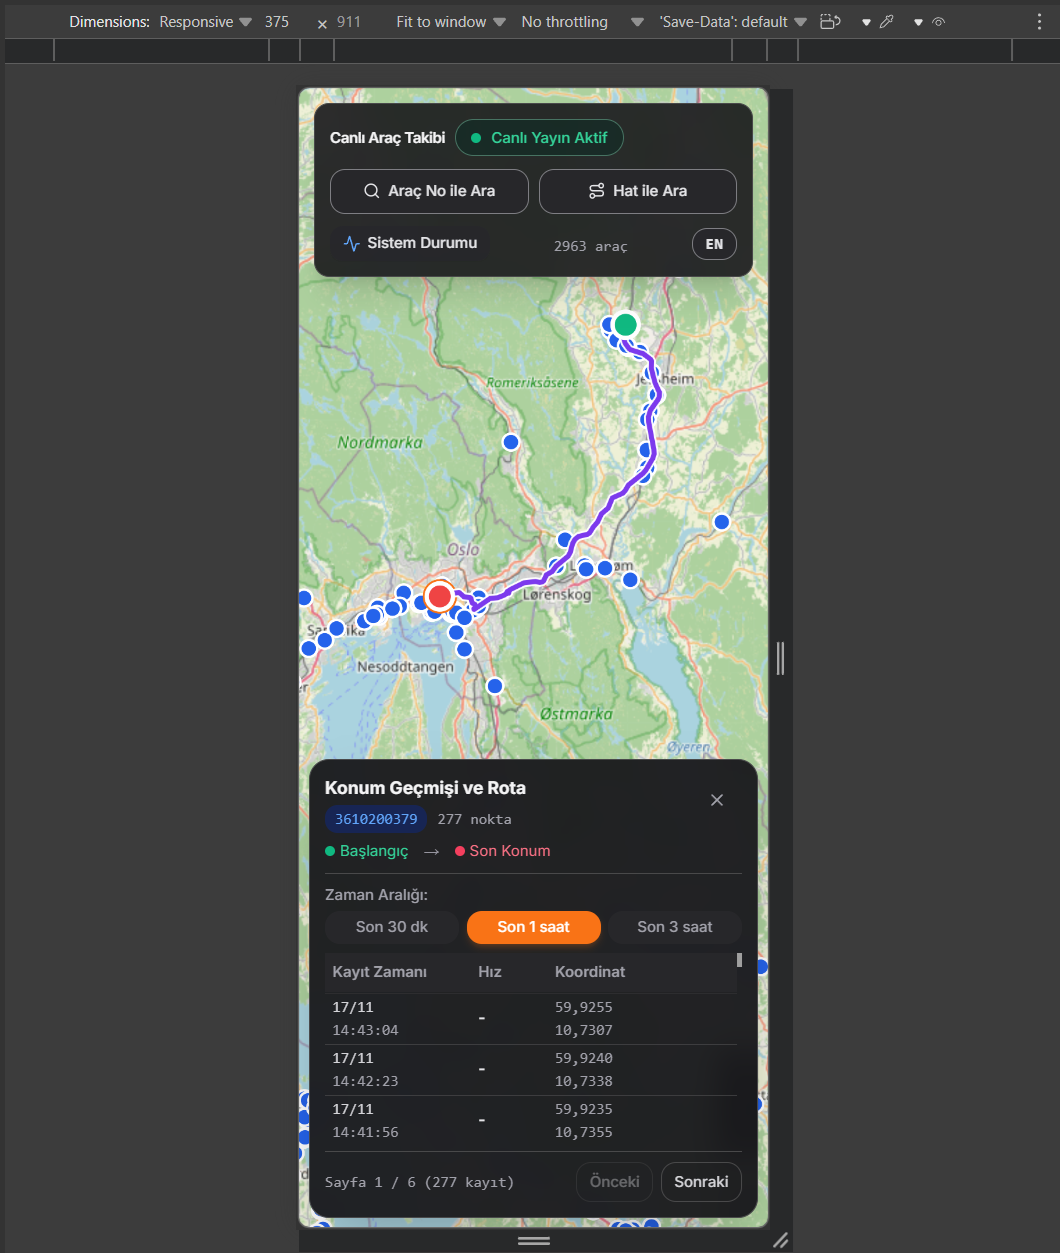 Dimensions: Responsive 375 × 911 Fit to window No throttling 'Save-Data': default
Canlı Araç Takibi Canlı Yayın Aktif
Araç No ile Ara Hat ile Ara
Sistem Durumu 2963 araç EN
Romeriksåsene
Nordmarka
Oslo
Lørenskog
Nesoddtangen
Østmarka
Øyeren
Konum Geçmişi ve Rota
3610200379 277 nokta
Başlangıç → Son Konum
Zaman Aralığı:
Son 30 dk Son 1 saat Son 3 saat
Kayıt Zamanı Hız Koordinat
17/11
14:43:04
-
59,9255
10,7307
17/11
14:42:23
-
59,9240
10,7338
17/11
14:41:56
-
59,9235
10,7355
Sayfa 1 / 6 (277 kayıt) Önceki Sonraki